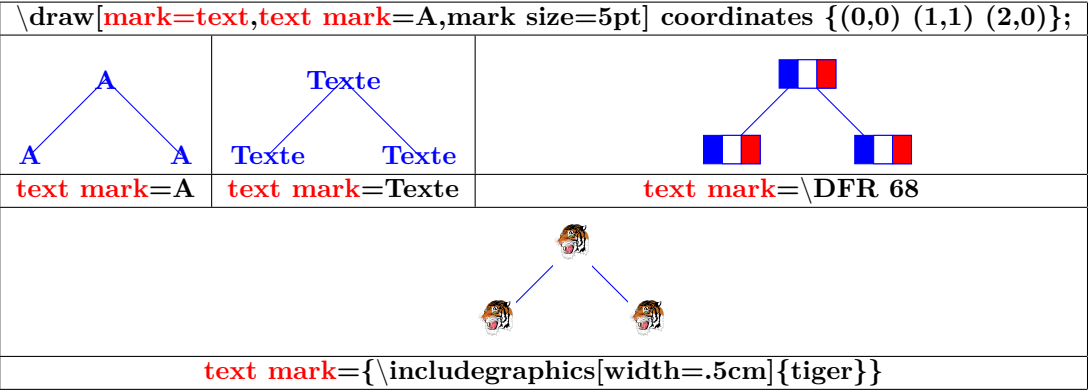 \draw[mark=text,text mark=A,mark size=5pt] coordinates {(0,0) (1,1) (2,0)};
A
A A
Texte
Texte Texte
text mark=A
text mark=Texte
text mark=\DFR 68
text mark={\includegraphics[width=.5cm]{tiger}}